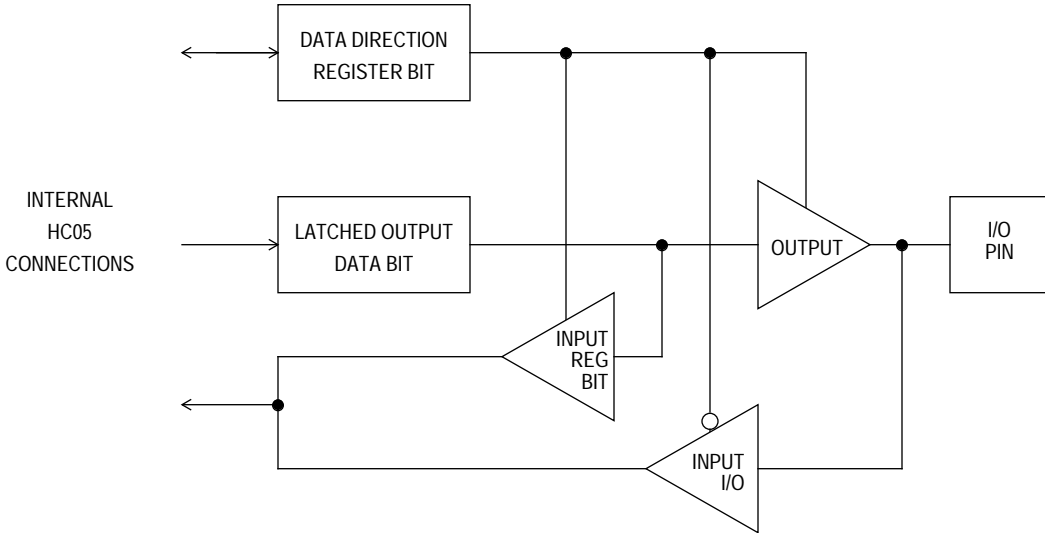 DATA DIRECTION
REGISTER BIT
INTERNAL
HC05
CONNECTIONS
LATCHED OUTPUT
DATA BIT
OUTPUT
I/O
PIN
INPUT
REG
BIT
INPUT
I/O